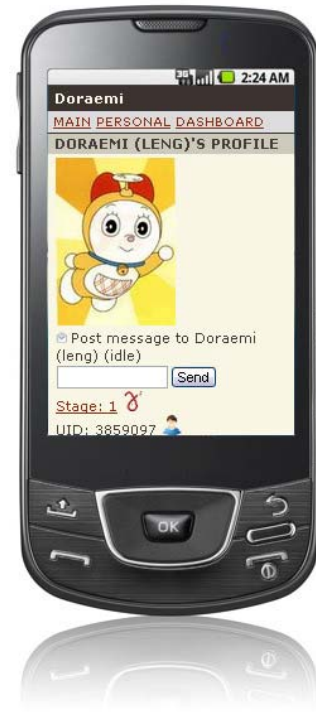 3G 2:24 AM
Doraemi
MAIN PERSONAL DASHBOARD
DORAEMI (LENG)'S PROFILE
Post message to Doraemi
(leng) (idle)
Send
Stage: 1
UID: 3859097
OK